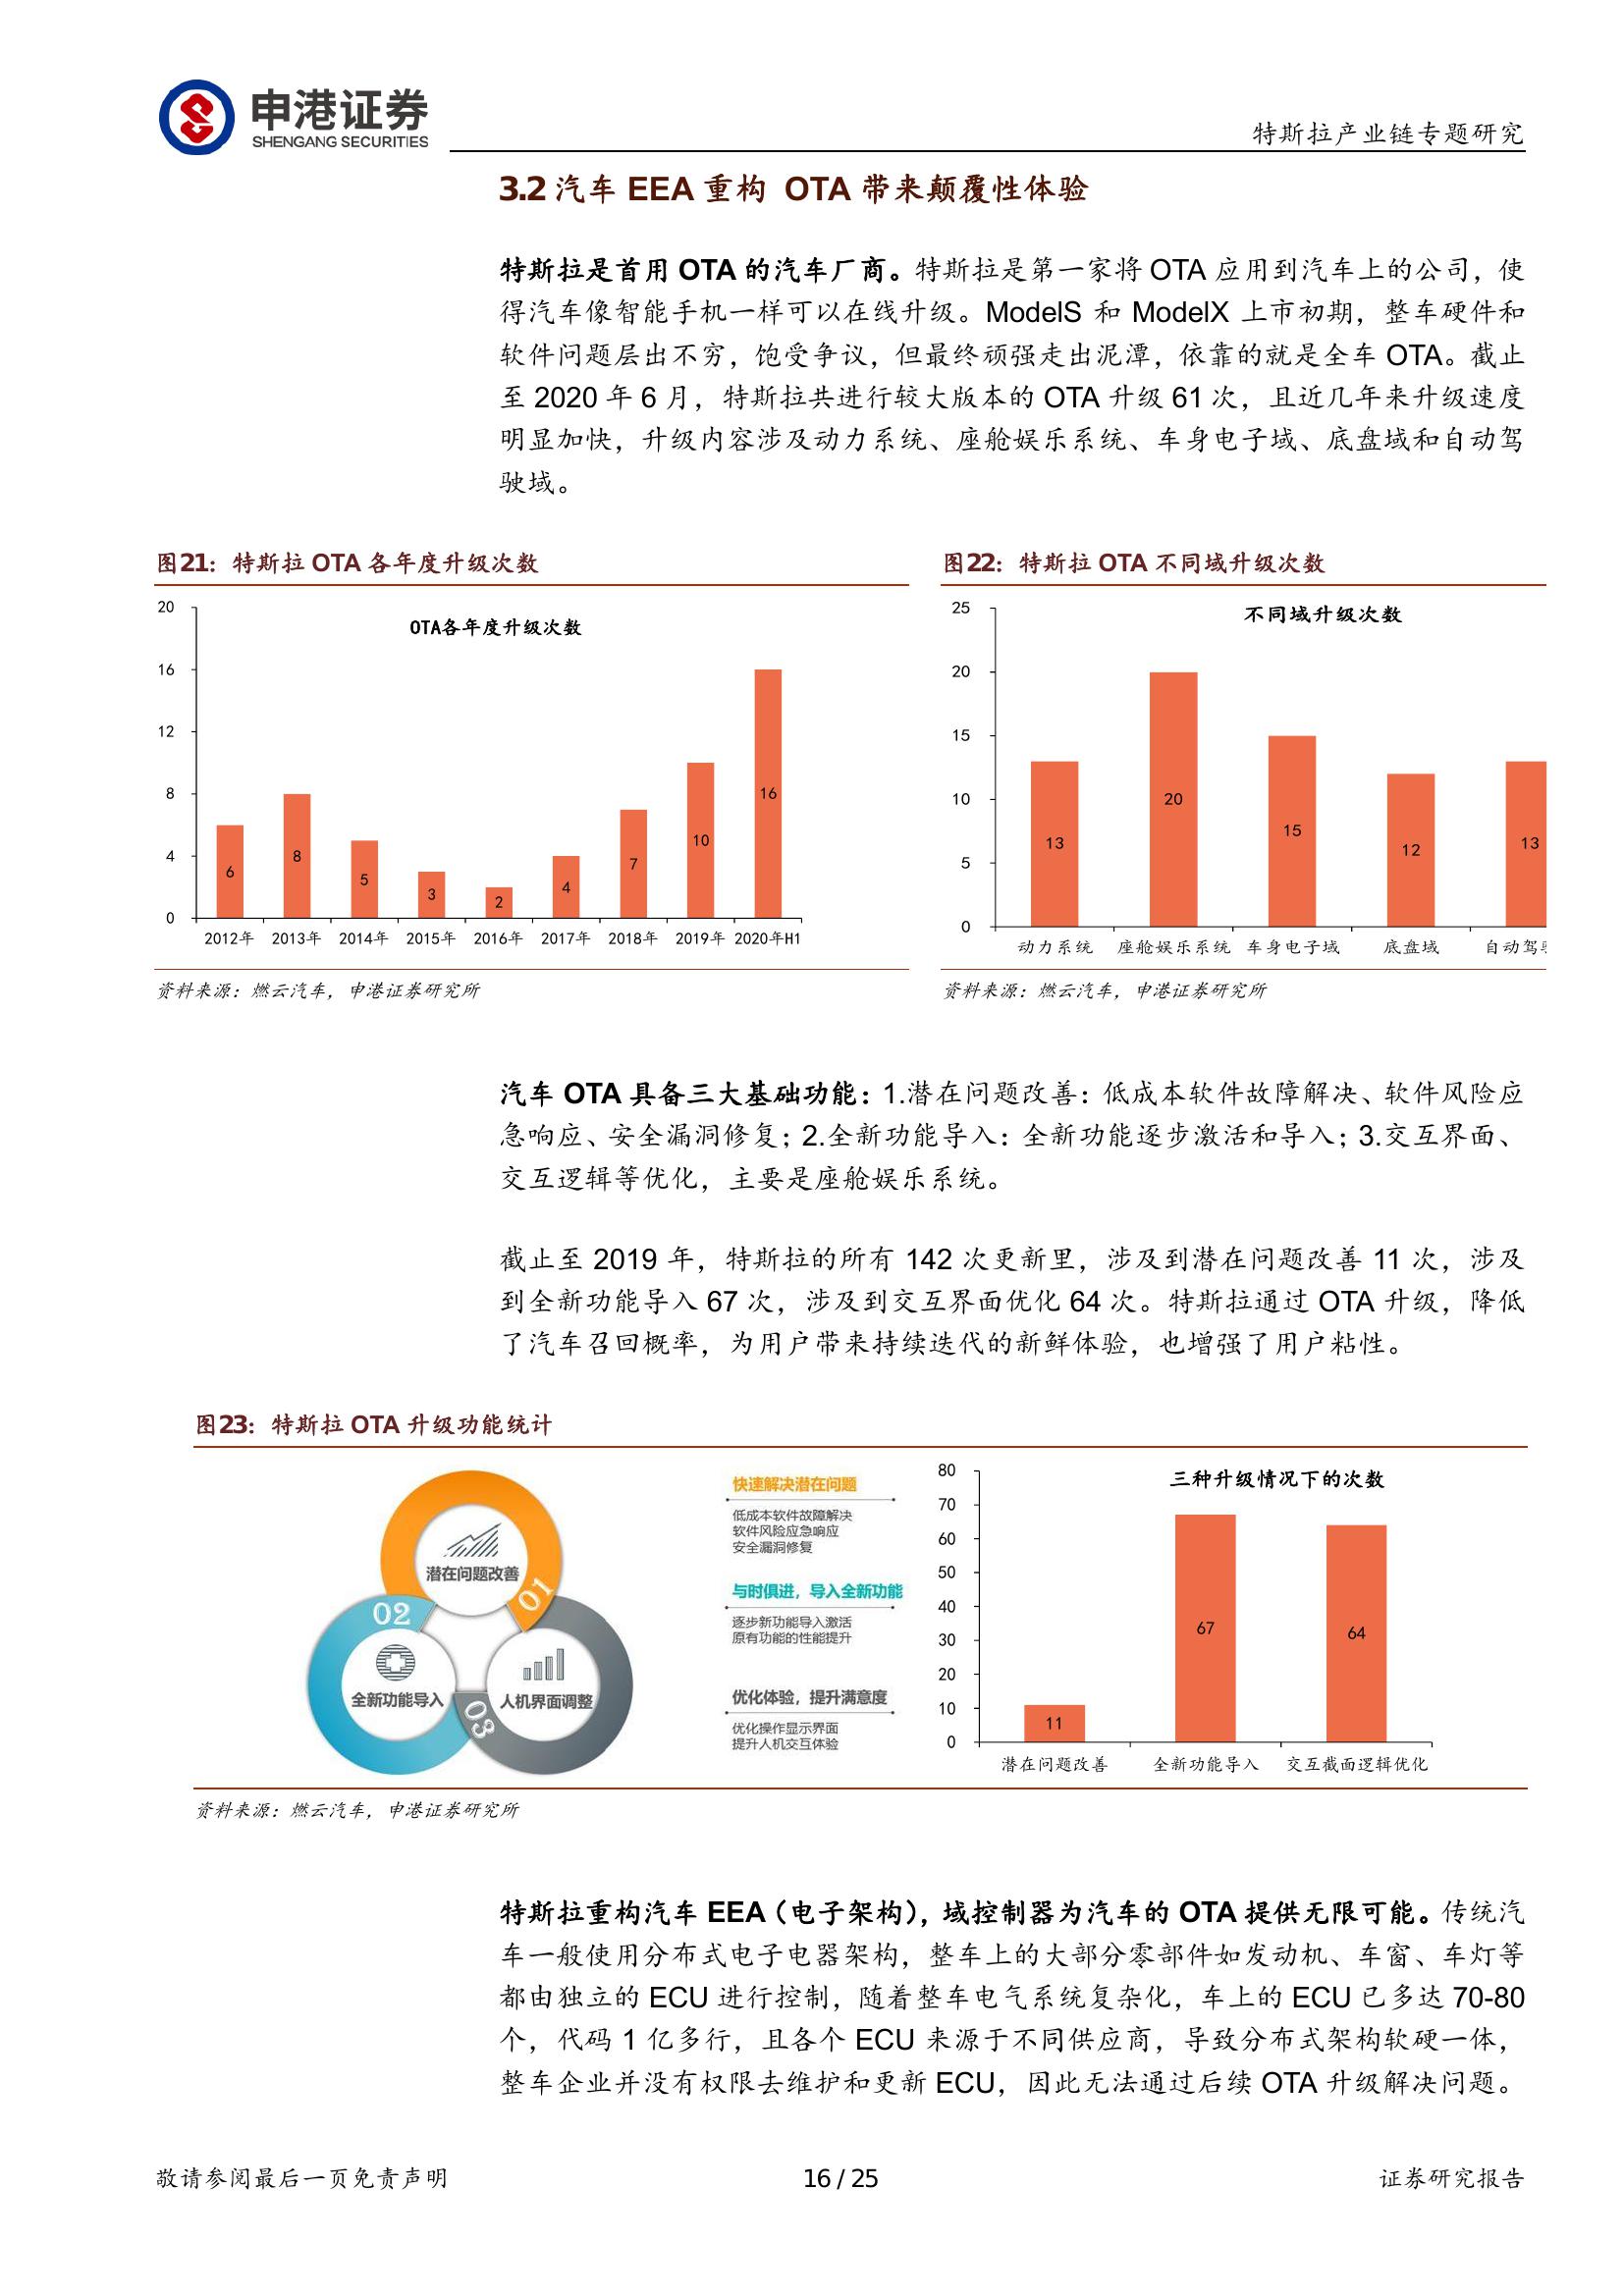 申港证券
SHENGANG SECURITIES
特斯拉产业链专题研究
3.2 汽车 EEA 重构 OTA 带来颠覆性体验
特斯拉是首用 OTA 的汽车厂商。特斯拉是第一家将 OTA 应用到汽车上的公司，使
得汽车像智能手机一样可以在线升级。ModelS 和 ModelX 上市初期，整车硬件和
软件问题层出不穷，饱受争议，但最终顽强走出泥潭，依靠的就是全车 OTA。截止
至 2020 年 6 月，特斯拉共进行较大版本的 OTA 升级 61 次，且近几年来升级速度
明显加快，升级内容涉及动力系统、座舱娱乐系统、车身电子域、底盘域和自动驾
驶域。
图21：特斯拉 OTA 各年度升级次数
OTA各年度升级次数
20
16
12
8
4
0
6
8
5
3
2
4
7
10
16
2012年 2013年 2014年 2015年 2016年 2017年 2018年 2019年 2020年H1
资料来源：燃云汽车，申港证券研究所
图22：特斯拉 OTA 不同域升级次数
不同域升级次数
25
20
15
10
5
0
13
20
15
12
13
动力系统 座舱娱乐系统 车身电子域 底盘域 自动驾
资料来源：燃云汽车，申港证券研究所
汽车 OTA 具备三大基础功能：1.潜在问题改善：低成本软件故障解决、软件风险应
急响应、安全漏洞修复；2.全新功能导入：全新功能逐步激活和导入；3.交互界面、
交互逻辑等优化，主要是座舱娱乐系统。
截止至 2019 年，特斯拉的所有 142 次更新里，涉及到潜在问题改善 11 次，涉及
到全新功能导入 67 次，涉及到交互界面优化 64 次。特斯拉通过 OTA 升级，降低
了汽车召回概率，为用户带来持续迭代的新鲜体验，也增强了用户粘性。
图23：特斯拉 OTA 升级功能统计
潜在问题改善
01
02
全新功能导入
03
人机界面调整
快速解决潜在问题
低成本软件故障解决
软件风险应急响应
安全漏洞修复
与时俱进，导入全新功能
逐步新功能导入激活
原有功能的性能提升
优化体验，提升满意度
优化操作显示界面
提升人机交互体验
三种升级情况下的次数
80
70
60
50
40
30
20
10
0
11
67
64
潜在问题改善 全新功能导入 交互截面逻辑优化
资料来源：燃云汽车，申港证券研究所
特斯拉重构汽车 EEA（电子架构），域控制器为汽车的 OTA 提供无限可能。传统汽
车一般使用分布式电子电器架构，整车上的大部分零部件如发动机、车窗、车灯等
都由独立的 ECU 进行控制，随着整车电气系统复杂化，车上的 ECU 已多达 70-80
个，代码 1 亿多行，且各个 ECU 来源于不同供应商，导致分布式架构软硬一体，
整车企业并没有权限去维护和更新 ECU，因此无法通过后续 OTA 升级解决问题。
敬请参阅最后一页免责声明
16 / 25
证券研究报告